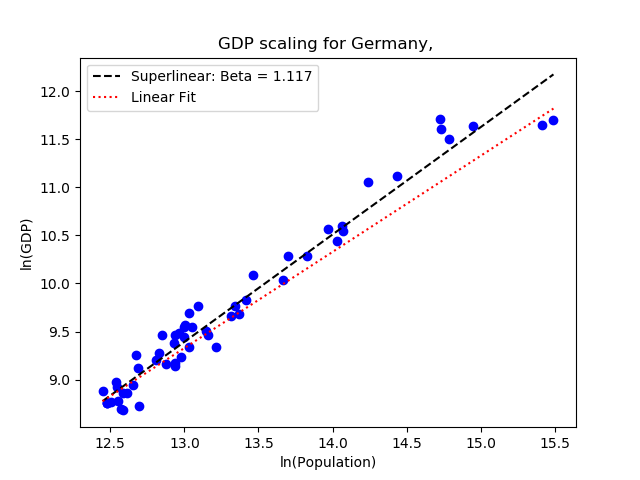 GDP scaling for Germany,
Superlinear: Beta = 1.117
Linear Fit
ln(GDP)
12.0
11.5
11.0
10.5
10.0
9.5
9.0
12.5 13.0 13.5 14.0 14.5 15.0 15.5
ln(Population)